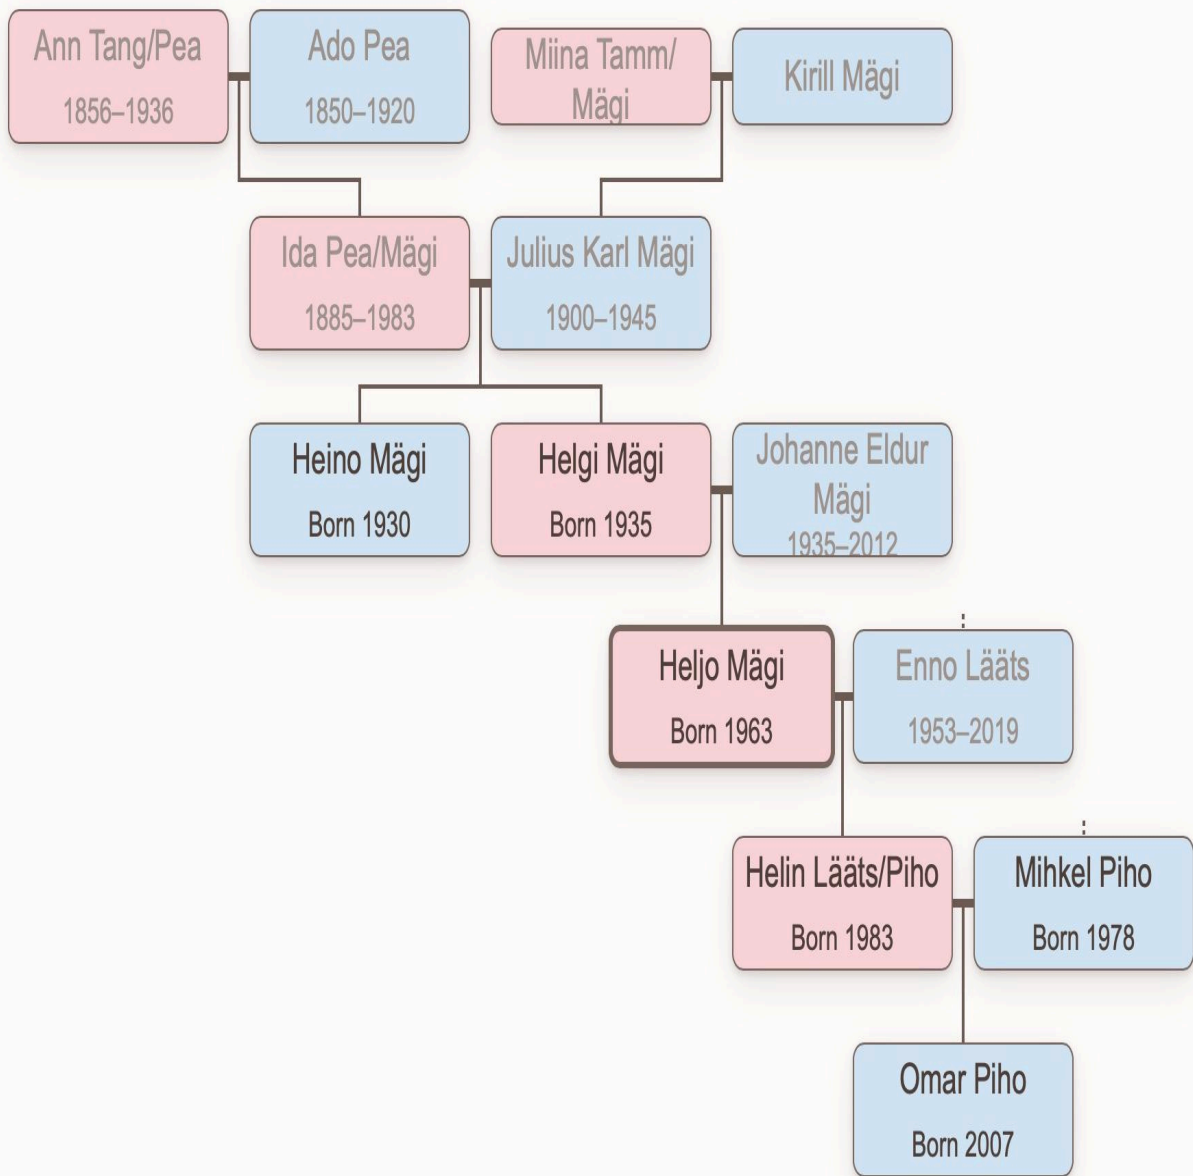 Ann Tang/Pea
1856–1936
Ado Pea
1850–1920
Miina Tamm/
Mägi
Kirill Mägi
Ida Pea/Mägi
1885–1983
Julius Karl Mägi
1900–1945
Heino Mägi
Born 1930
Helgi Mägi
Born 1935
Johanne Eldur
Mägi
1935–2012
Heljo Mägi
Born 1963
Enno Lääts
1953–2019
Helin Lääts/Piho
Born 1983
Mihkel Piho
Born 1978
Omar Piho
Born 2007